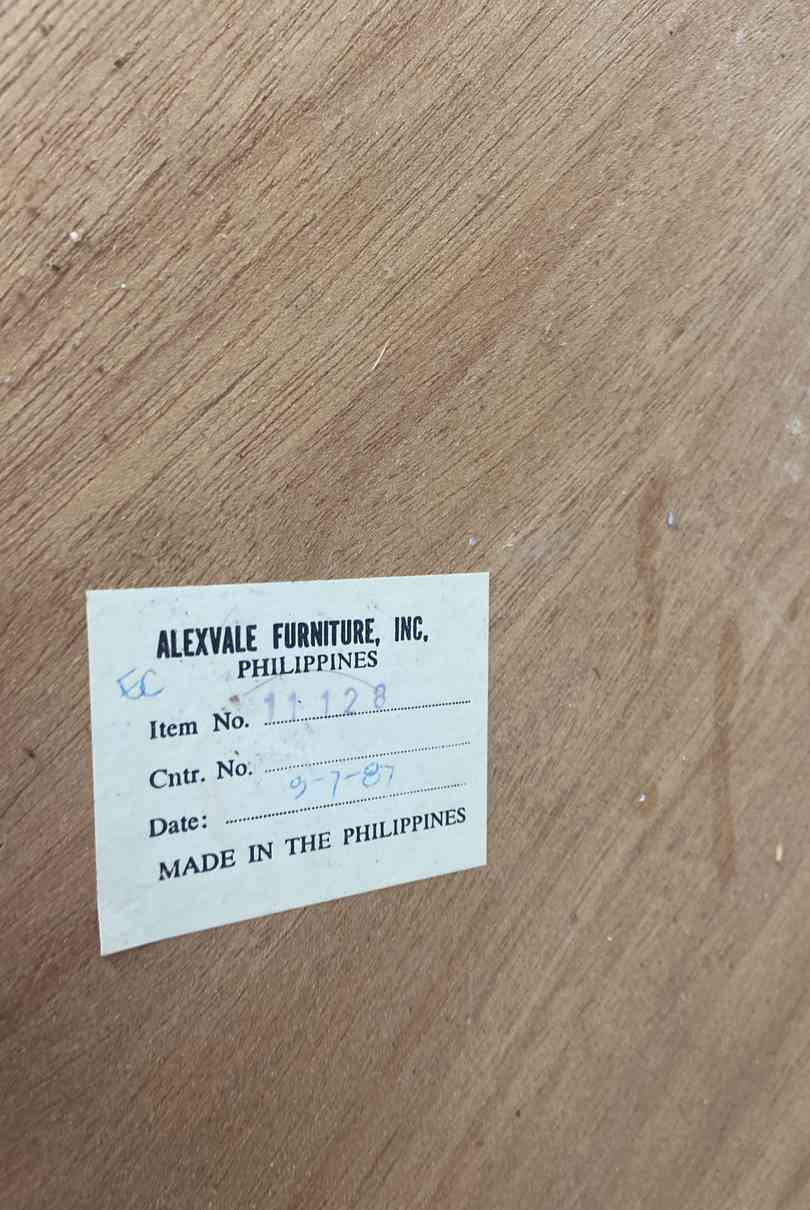 ALEXVALE FURNITURE, INC.
PHILIPPINES
EC
Item No. 11128
Cntr. No.
Date: 9-7-87
MADE IN THE PHILIPPINES